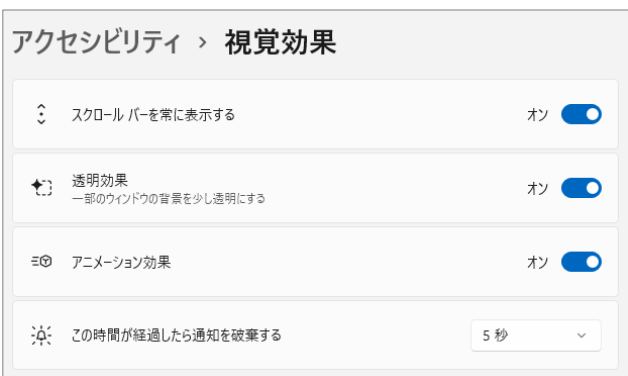 アクセシビリティ › 視覚効果
スクロール バーを常に表示する オン
透明効果
一部のウィンドウの背景を少し透明にする オン
アニメーション効果 オン
この時間が経過したら通知を破棄する 5 秒